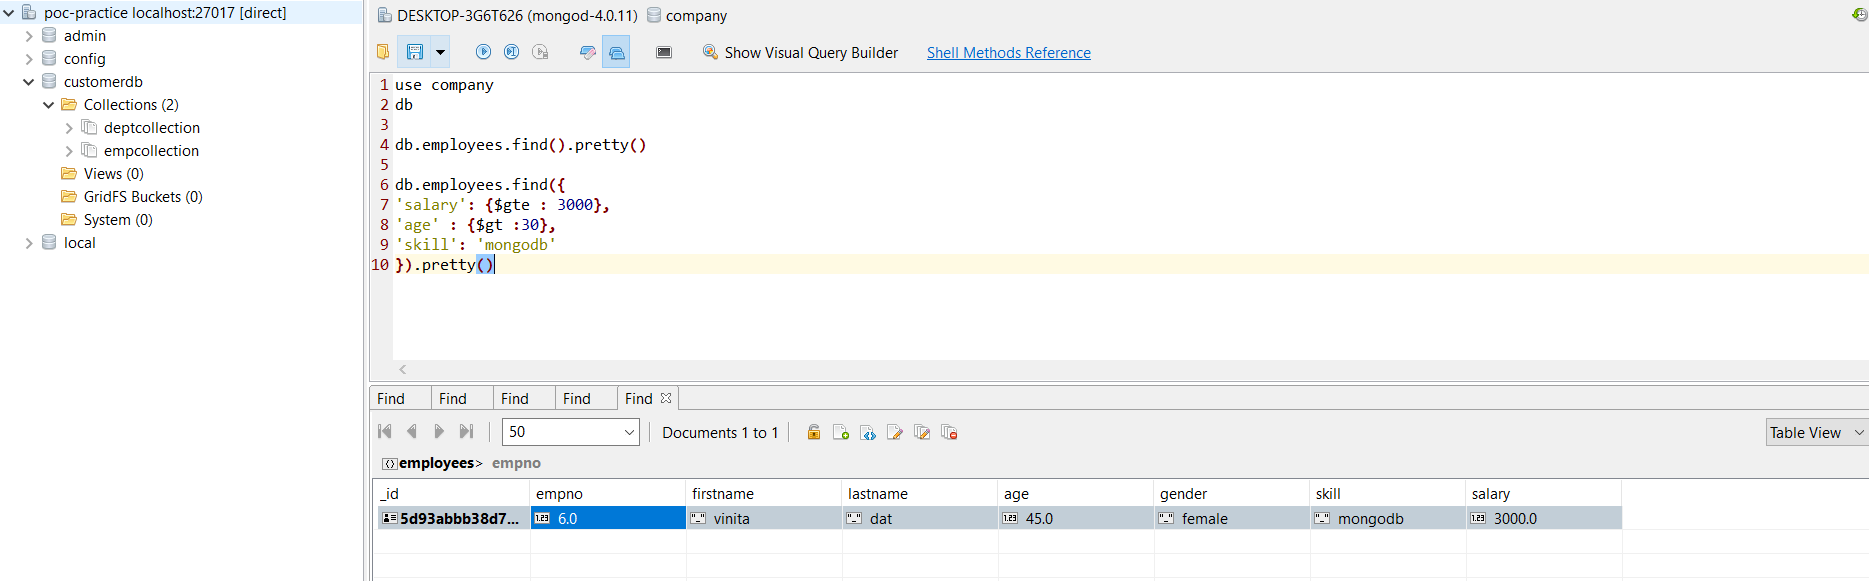 poc-practice localhost:27017 [direct]
admin
config
customerdb
Collections (2)
deptcollection
empcollection
Views (0)
GridFS Buckets (0)
System (0)
local
DESKTOP-3G6T626 (mongod-4.0.11) company
Show Visual Query Builder Shell Methods Reference
1 use company
2 db
3
4 db.employees.find().pretty()
5
6 db.employees.find({
7 'salary': {$gte : 3000},
8 'age' : {$gt :30},
9 'skill': 'mongodb'
10 }).pretty()
Find Find Find Find Find
50 Documents 1 to 1 Table View
employees> empno
_id empno firstname lastname age gender skill salary
5d93abbb38d7... 6.0 vinita dat 45.0 female mongodb 3000.0